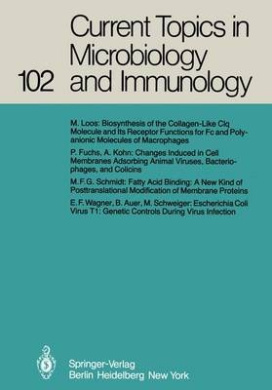 Current Topics in
Microbiology
102 and Immunology
M. Loos: Biosynthesis of the Collagen-Like Clq
Molecule and Its Receptor Functions for Fc and Poly-
anionic Molecules of Macrophages
P. Fuchs, A. Kohn: Changes Induced in Cell
Membranes Adsorbing Animal Viruses, Bacterio-
phages, and Colicins
M.F.G. Schmidt: Fatty Acid Binding: A New Kind of
Posttranslational Modification of Membrane Proteins
E.F. Wagner, B. Auer, M. Schweiger: Escherichia Coli
Virus T1: Genetic Controls During Virus Infection
Springer-Verlag
Berlin Heidelberg New York